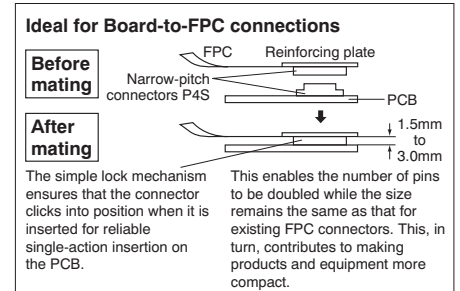 Ideal for Board-to-FPC connections
Before
mating
FPC
Reinforcing plate
Narrow-pitch
connectors P4S
PCB
After
mating
1.5mm
to
3.0mm
The simple lock mechanism
ensures that the connector
clicks into position when it is
inserted for reliable
single-action insertion on
the PCB.
This enables the number of pins
to be doubled while the size
remains the same as that for
existing FPC connectors. This, in
turn, contributes to making
products and equipment more
compact.